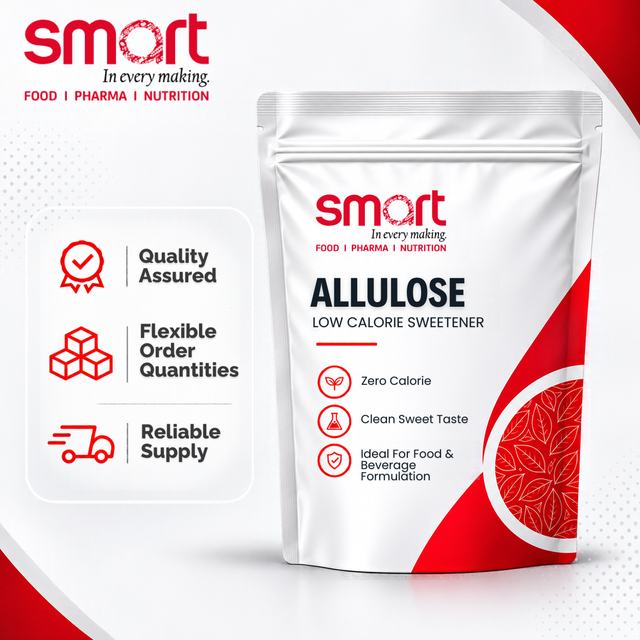 smart
In every making.
FOOD | PHARMA | NUTRITION
Quality
Assured
Flexible
Order
Quantities
Reliable
Supply
smart
In every making.
FOOD | PHARMA | NUTRITION
ALLULOSE
LOW CALORIE SWEETENER
Zero Calorie
Clean Sweet Taste
Ideal For Food &
Beverage
Formulation